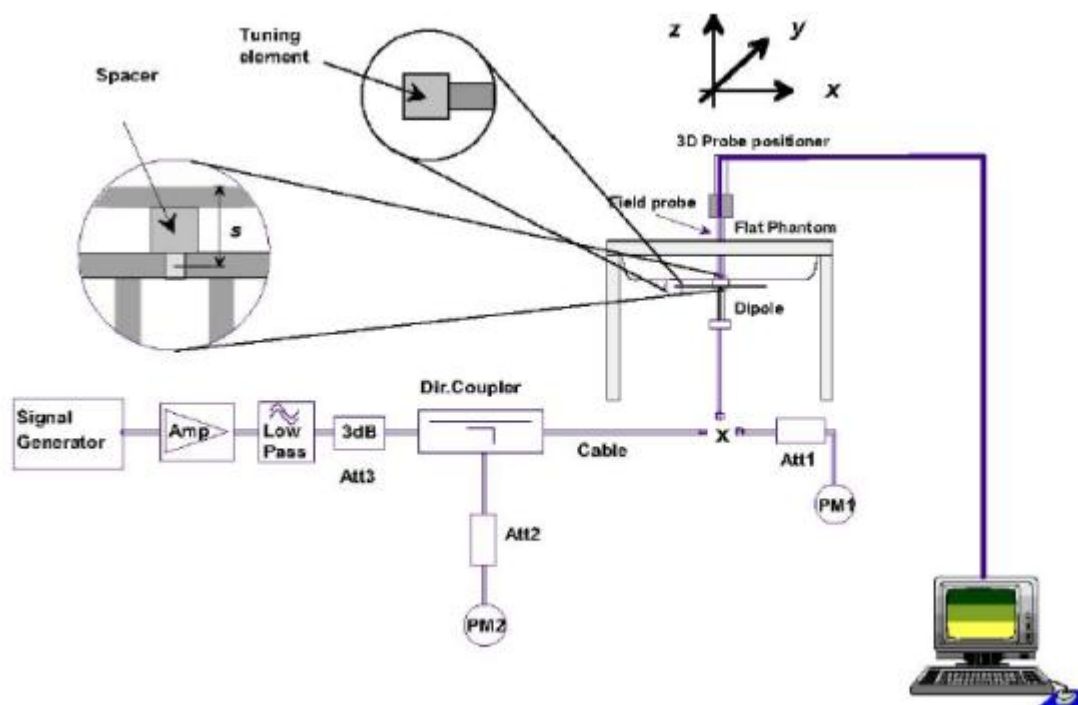 Tuning
element
Spacer
z
y
x
3D Probe positioner
Field probe
Flat Phantom
s
Dipole
Dir.Coupler
Signal
Generator
Amp
Low
Pass
3dB
Att3
Cable
x
Att1
PM1
Att2
PM2